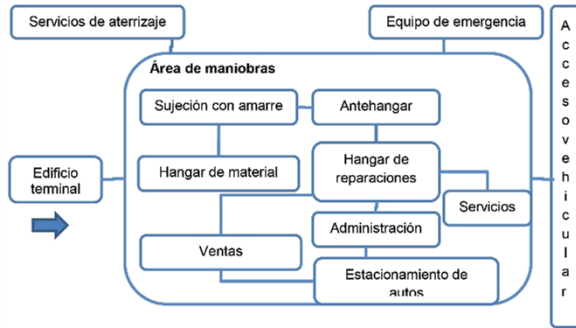 Servicios de aterrizaje
Equipo de emergencia
Área de maniobras
Sujeción con amarre
Antehangar
Edificio
teminal
Hangar de material
Hangar de
reparaciones
Servicios
Administración
Ventas
Estacionamiento de
autos
A
c
c
e
s
o
v
e
h
i
c
u
l
a
r